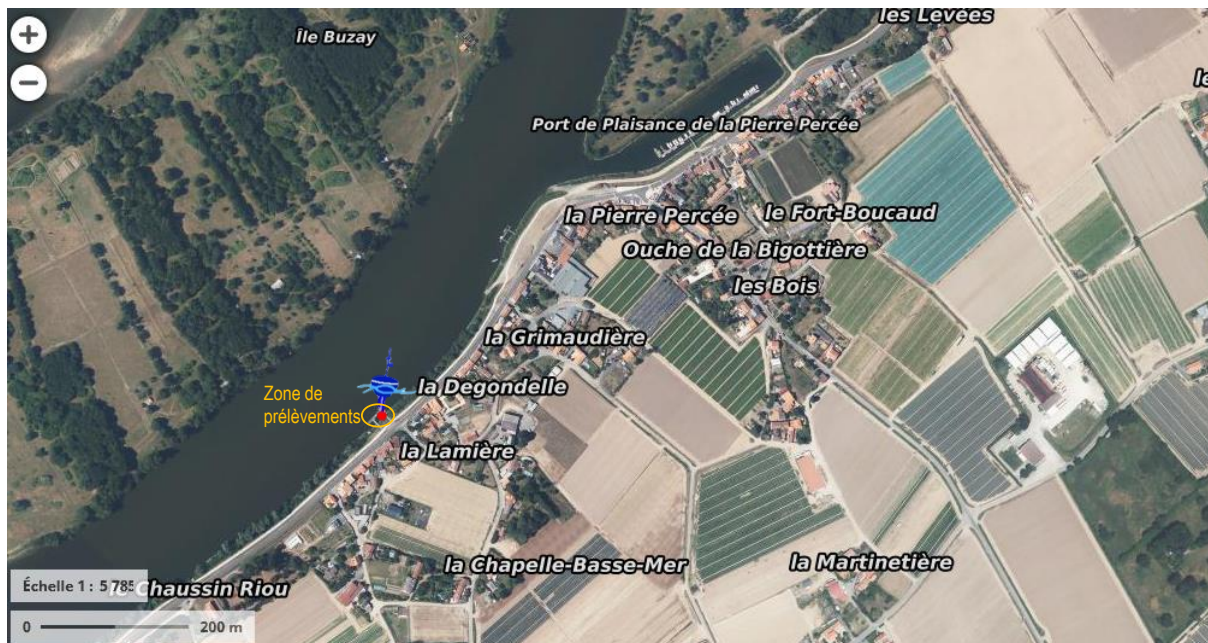 +
−
les Levées
Île Buzay
Port de Plaisance de la Pierre Percée
la Pierre Percée
le Fort-Boucaud
Ouche de la Bigottière
les Bois
la Grimaudière
la Degondelle
Zone de
prélèvements
la Lamière
la Chapelle-Basse-Mer
la Martinetière
Échelle 1 : 5 785
Chaussin Riou
0 200 m